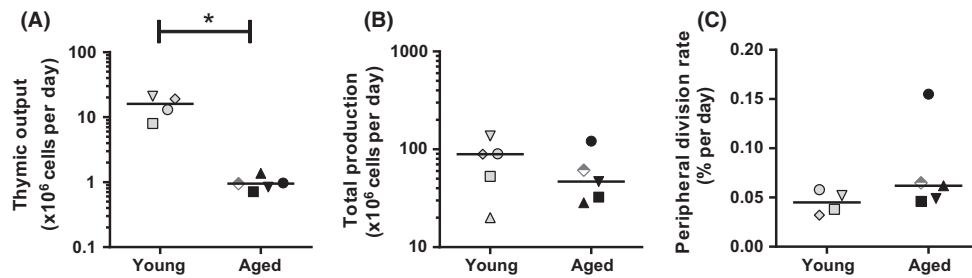 (A)
*
Thymic output
(x10⁶ cells per day)
100
10
1
0.1
Young
Aged
(B)
Total production
(x10⁶ cells per day)
1000
100
10
Young
Aged
(C)
Peripheral division rate
(% per day)
0.20
0.15
0.10
0.05
0.00
Young
Aged